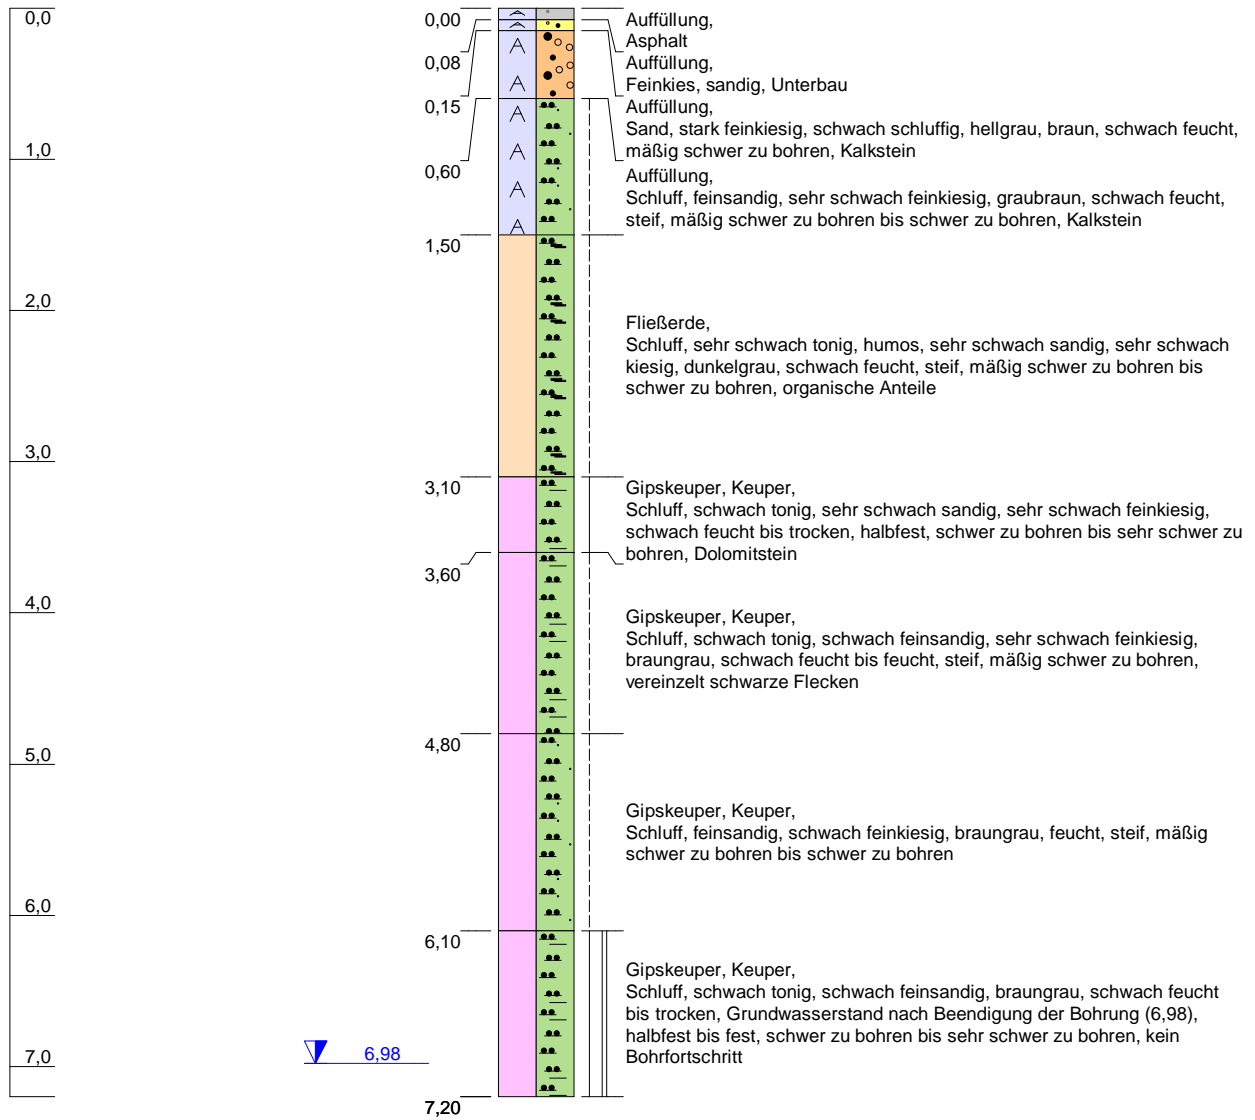 0,0
0,00
Auffüllung,
Asphalt
0,08
Auffüllung,
Feinkies, sandig, Unterbau
0,15
Auffüllung,
Sand, stark feinkiesig, schwach schluffig, hellgrau, braun, schwach feucht,
mäßig schwer zu bohren, Kalkstein
1,0
0,60
Auffüllung,
Schluff, feinsandig, sehr schwach feinkiesig, graubraun, schwach feucht,
steif, mäßig schwer zu bohren bis schwer zu bohren, Kalkstein
1,50
2,0
Fließerde,
Schluff, sehr schwach tonig, humos, sehr schwach sandig, sehr schwach
kiesig, dunkelgrau, schwach feucht, steif, mäßig schwer zu bohren bis
schwer zu bohren, organische Anteile
3,0
3,10
Gipskeuper, Keuper,
Schluff, schwach tonig, sehr schwach sandig, sehr schwach feinkiesig,
schwach feucht bis trocken, halbfest, schwer zu bohren bis sehr schwer zu
bohren, Dolomitstein
3,60
4,0
Gipskeuper, Keuper,
Schluff, schwach tonig, schwach feinsandig, sehr schwach feinkiesig,
braungrau, schwach feucht bis feucht, steif, mäßig schwer zu bohren,
vereinzelt schwarze Flecken
4,80
5,0
Gipskeuper, Keuper,
Schluff, feinsandig, schwach feinkiesig, braungrau, feucht, steif, mäßig
schwer zu bohren bis schwer zu bohren
6,0
6,10
Gipskeuper, Keuper,
Schluff, schwach tonig, schwach feinsandig, braungrau, schwach feucht
bis trocken, Grundwasserstand nach Beendigung der Bohrung (6,98),
halbfest bis fest, schwer zu bohren bis sehr schwer zu bohren, kein
Bohrfortschritt
6,98
7,0
7,20